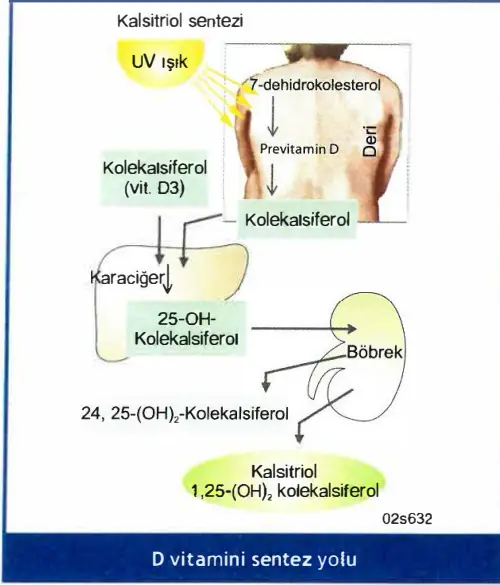 Kalsitriol sentezi
UV ışık
7-dehidrokolesterol
Previtamin D
Deri
Kolekalsiferol
(vit. D3)
Kolekalsiferol
Karaciğer
25-OH-
Kolekalsiferol
Böbrek
24, 25-(OH)₂-Kolekalsiferol
Kalsitriol
1,25-(OH)₂ kolekalsiferol
02s632
D vitamini sentez yolu